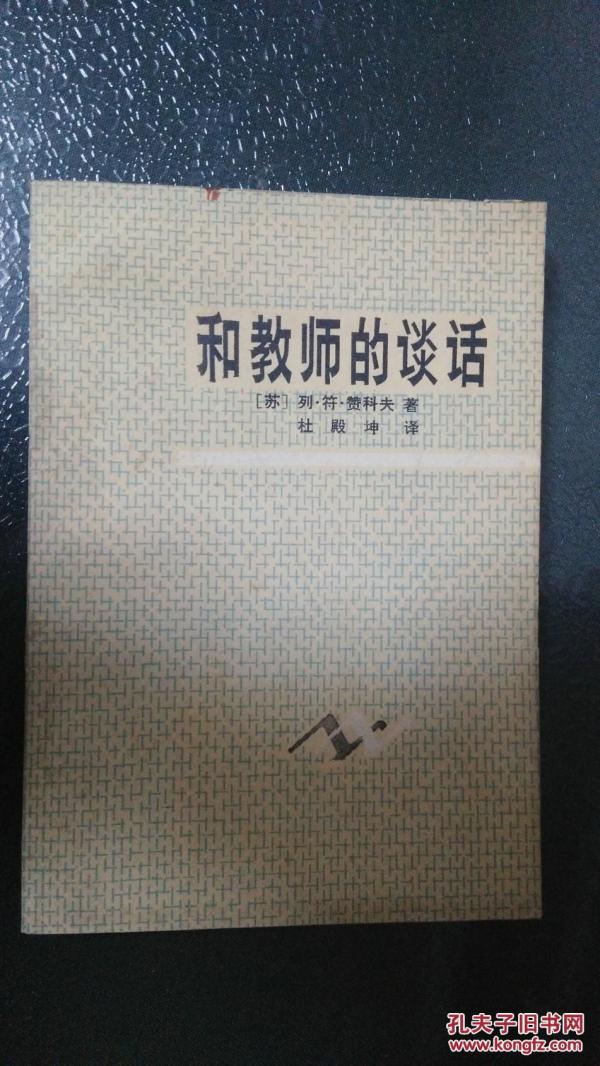 和教师的谈话
［苏］列·符·赞科夫 著
杜殿坤 译
孔夫子旧书网
www.kongfz.com